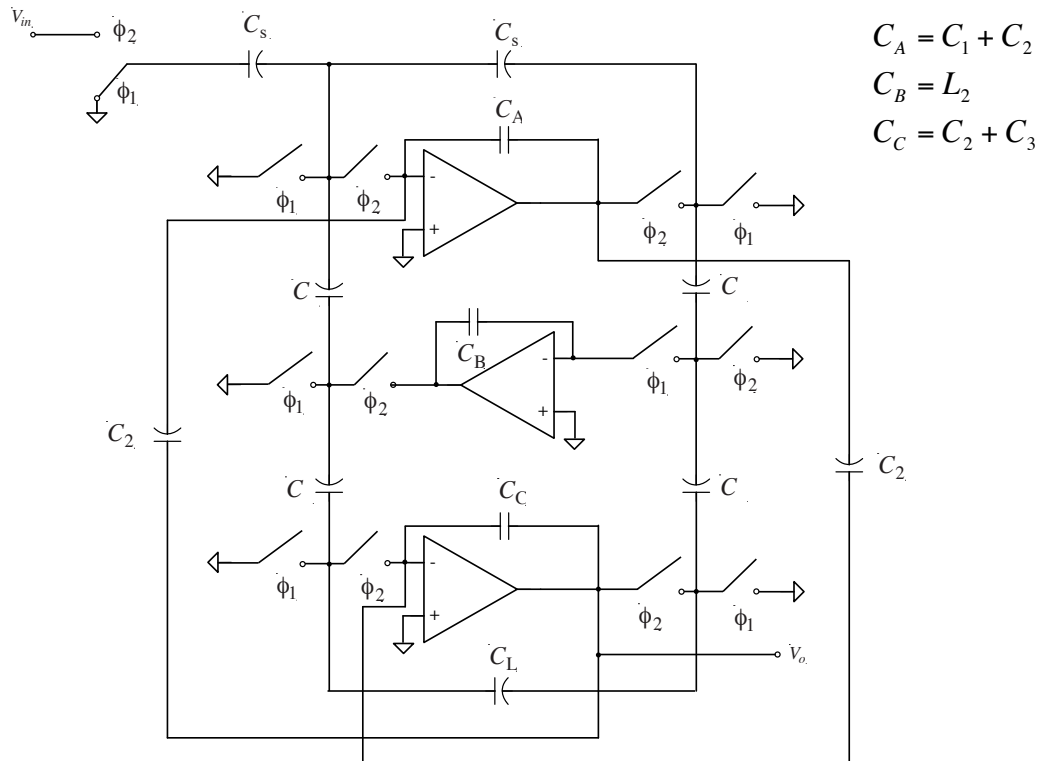 V_in
ϕ2
C_s
C_s
C_A = C_1 + C_2
C_B = L_2
C_C = C_2 + C_3
ϕ1
C_A
-
+
ϕ1
ϕ2
ϕ2
ϕ1
C
C
C_B
-
+
ϕ1
ϕ2
ϕ1
ϕ2
C_2
C_2
C
C
C_C
-
+
ϕ1
ϕ2
ϕ2
ϕ1
C_L
V_o